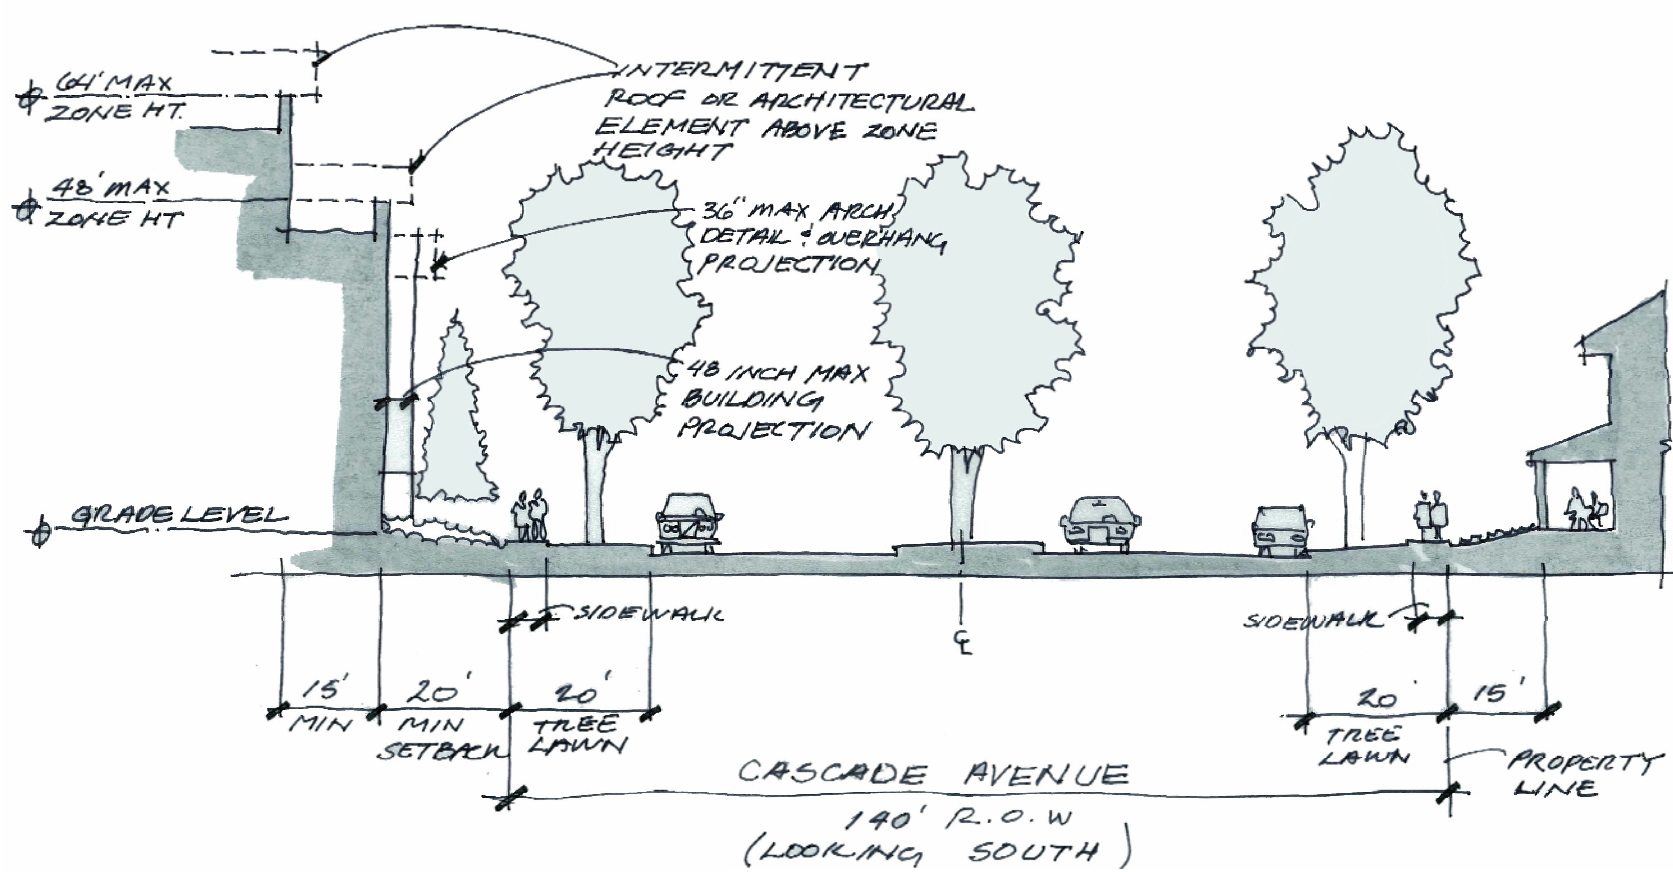 64' MAX
ZONE HT.
48' MAX
ZONE HT
INTERMITTENT
ROOF OR ARCHITECTURAL
ELEMENT ABOVE ZONE
HEIGHT
36" MAX ARCH
DETAIL & OVERHANG
PROJECTION
48 INCH MAX
BUILDING
PROJECTION
GRADE LEVEL
SIDEWALK
℄
SIDEWALK
15'
MIN
20'
MIN
SETBACK
20'
TREE
LAWN
20'
TREE
LAWN
15'
PROPERTY
LINE
CASCADE AVENUE
140' R.O.W
(LOOKING SOUTH)